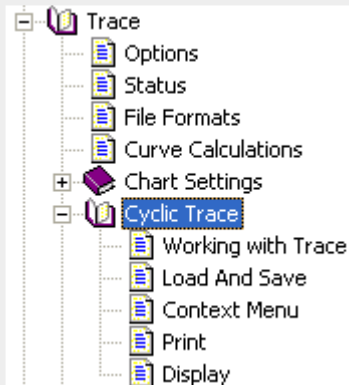 Trace
Options
Status
File Formats
Curve Calculations
Chart Settings
Cyclic Trace
Working with Trace
Load And Save
Context Menu
Print
Display